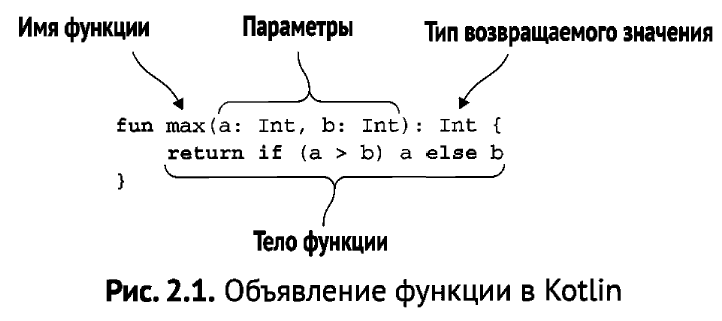 Имя функции Параметры Тип возвращаемого значения
fun max(a: Int, b: Int): Int {
return if (a > b) a else b
}
Тело функции
Рис. 2.1. Объявление функции в Kotlin